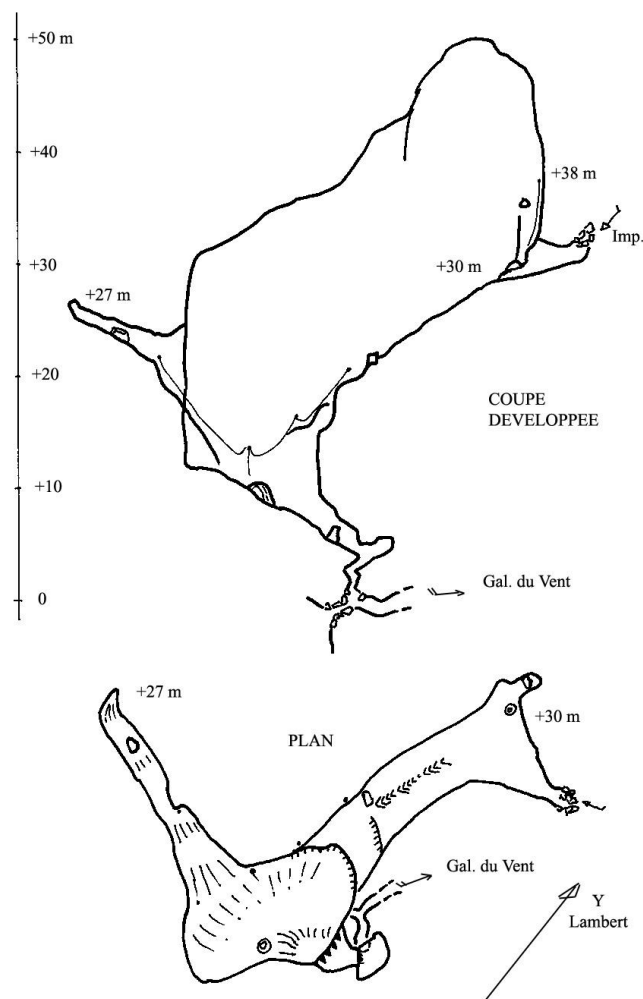 +50 m
+40
+38 m
Imp.
+30
+30 m
+27 m
+20
COUPE
DEVELOPPEE
+10
Gal. du Vent
0
+27 m
PLAN
+30 m
Gal. du Vent
Y
Lambert